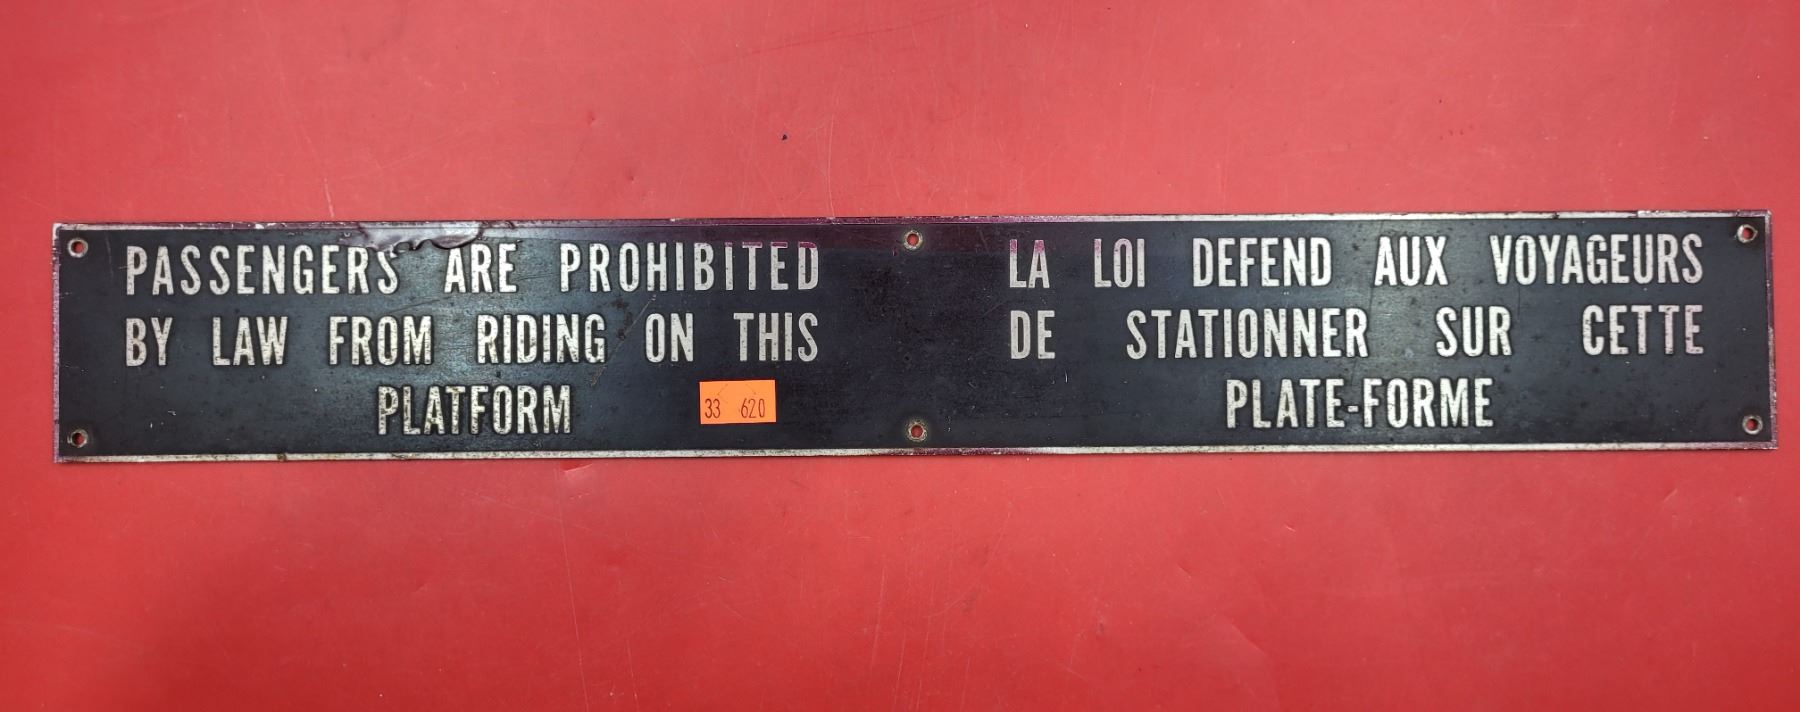 PASSENGERS ARE PROHIBITED
BY LAW FROM RIDING ON THIS
PLATFORM
33 620
LA LOI DEFEND AUX VOYAGEURS
DE STATIONNER SUR CETTE
PLATE-FORME